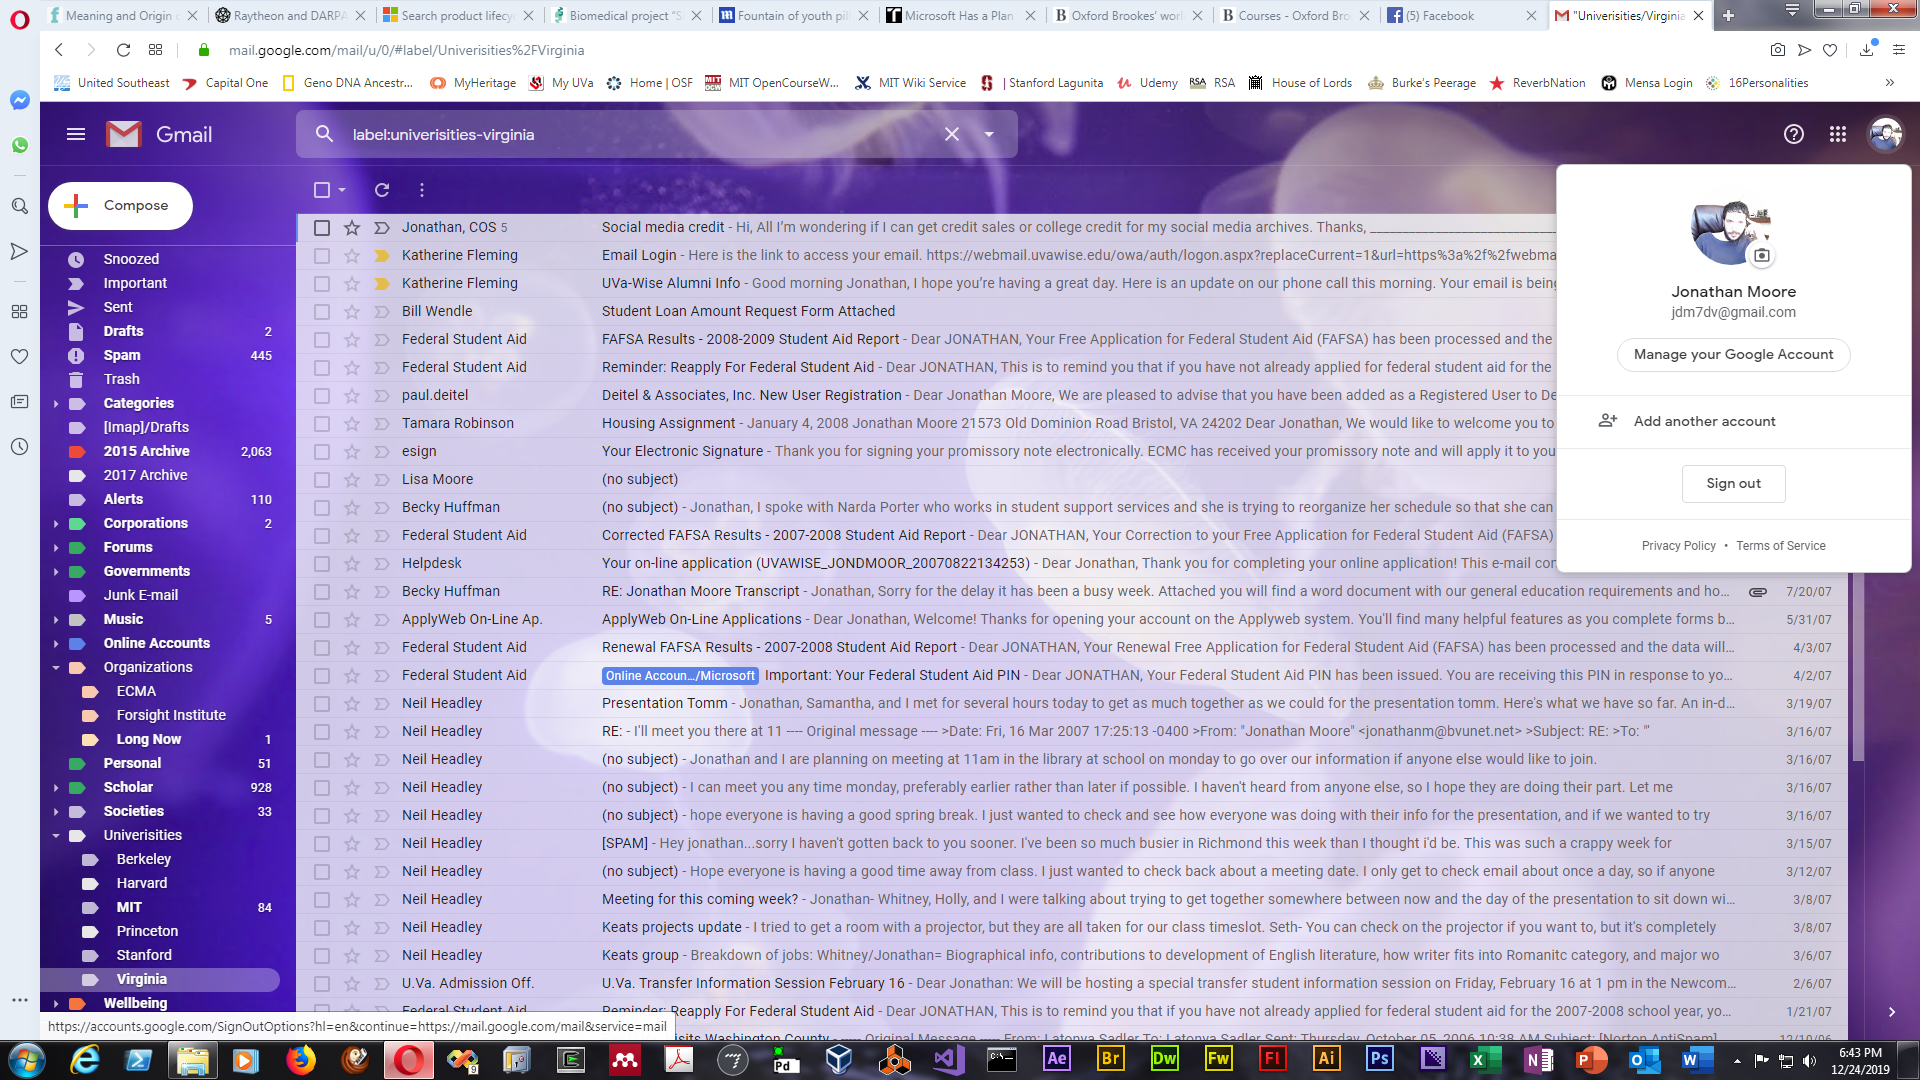 Meaning and Origin o
Raytheon and DARPA
Search product lifecy
Biomedical project "S
Fountain of youth pil
Microsoft Has a Plan
Oxford Brookes' wor
Courses - Oxford Bro
(5) Facebook
"Univerisities/Virginia
mail.google.com/mail/u/0/#label/Univerisities%2FVirginia
United Southeast
Capital One
Geno DNA Ancestr...
MyHeritage
My UVa
Home | OSF
MIT OpenCourseW...
MIT Wiki Service
| Stanford Lagunita
Udemy
RSA
House of Lords
Burke's Peerage
ReverbNation
Mensa Login
16Personalities
Gmail
label:univerisities-virginia
Compose
Snoozed
Important
Sent
Drafts 2
Spam 445
Trash
Categories
[Imap]/Drafts
2015 Archive 2,063
2017 Archive
Alerts 110
Corporations 2
Forums
Governments
Junk E-mail
Music 5
Online Accounts
Organizations
ECMA
Forsight Institute
Long Now 1
Personal 51
Scholar 928
Societies 33
Univerisities
Berkeley
Harvard
MIT 84
Princeton
Stanford
Virginia
Wellbeing
Jonathan, COS 5 Social media credit - Hi, All I'm wondering if I can get credit sales or college credit for my social media archives. Thanks,
Katherine Fleming Email Login - Here is the link to access your email. https://webmail.uvawise.edu/owa/auth/logon.aspx?replaceCurrent=1&url=https%3a%2f%2fwebma
Katherine Fleming UVa-Wise Alumni Info - Good morning Jonathan, I hope you're having a great day. Here is an update on our phone call this morning. Your email is being
Bill Wendle Student Loan Amount Request Form Attached
Federal Student Aid FAFSA Results - 2008-2009 Student Aid Report - Dear JONATHAN, Your Free Application for Federal Student Aid (FAFSA) has been processed and the
Federal Student Aid Reminder: Reapply For Federal Student Aid - Dear JONATHAN, This is to remind you that if you have not already applied for federal student aid for the
paul.deitel Deitel & Associates, Inc. New User Registration - Dear Jonathan Moore, We are pleased to advise that you have been added as a Registered User to De
Tamara Robinson Housing Assignment - January 4, 2008 Jonathan Moore 21573 Old Dominion Road Bristol, VA 24202 Dear Jonathan, We would like to welcome you to
esign Your Electronic Signature - Thank you for signing your promissory note electronically. ECMC has received your promissory note and will apply it to you
Lisa Moore (no subject)
Becky Huffman (no subject) - Jonathan, I spoke with Narda Porter who works in student support services and she is trying to reorganize her schedule so that she can
Federal Student Aid Corrected FAFSA Results - 2007-2008 Student Aid Report - Dear JONATHAN, Your Correction to your Free Application for Federal Student Aid (FAFSA)
Helpdesk Your on-line application (UVAWISE_JONDMOOR_20070822134253) - Dear Jonathan, Thank you for completing your online application! This e-mail con
Becky Huffman RE: Jonathan Moore Transcript - Jonathan, Sorry for the delay it has been a busy week. Attached you will find a word document with our general education requirements and ho... 7/20/07
ApplyWeb On-Line Ap. ApplyWeb On-Line Applications - Dear Jonathan, Welcome! Thanks for opening your account on the Applyweb system. You'll find many helpful features as you complete forms b... 5/31/07
Federal Student Aid Renewal FAFSA Results - 2007-2008 Student Aid Report - Dear JONATHAN, Your Renewal Free Application for Federal Student Aid (FAFSA) has been processed and the data will... 4/3/07
Federal Student Aid Online Accoun.../Microsoft Important: Your Federal Student Aid PIN - Dear JONATHAN, Your Federal Student Aid PIN has been issued. You are receiving this PIN in response to yo... 4/2/07
Neil Headley Presentation Tomm - Jonathan, Samantha, and I met for several hours today to get as much together as we could for the presentation tomm. Here's what we have so far. An in-d... 3/19/07
Neil Headley RE: - I'll meet you there at 11 ---- Original message ---- >Date: Fri, 16 Mar 2007 17:25:13 -0400 >From: "Jonathan Moore" <jonathanm@bvunet.net> >Subject: RE: >To: '" 3/16/07
Neil Headley (no subject) - Jonathan and I are planning on meeting at 11am in the library at school on monday to go over our information if anyone else would like to join. 3/16/07
Neil Headley (no subject) - I can meet you any time monday, preferably earlier rather than later if possible. I haven't heard from anyone else, so I hope they are doing their part. Let me 3/16/07
Neil Headley (no subject) - hope everyone is having a good spring break. I just wanted to check and see how everyone was doing with their info for the presentation, and if we wanted to try 3/16/07
Neil Headley [SPAM] - Hey jonathan...sorry I haven't gotten back to you sooner. I've been so much busier in Richmond this week than I thought i'd be. This was such a crappy week for 3/15/07
Neil Headley (no subject) - Hope everyone is having a good time away from class. I just wanted to check back about a meeting date. I only get to check email about once a day, so if anyone 3/12/07
Neil Headley Meeting for this coming week? - Jonathan- Whitney, Holly, and I were talking about trying to get together somewhere between now and the day of the presentation to sit down wi... 3/8/07
Neil Headley Keats projects update - I tried to get a room with a projector, but they are all taken for our class timeslot. Seth- You can check on the projector if you want to, but it's completely 3/8/07
Neil Headley Keats group - Breakdown of jobs: Whitney/Jonathan= Biographical info, contributions to development of English literature, how writer fits into Romanitc category, and major wo 3/6/07
U.Va. Admission Off. U.Va. Transfer Information Session February 16 - Dear Jonathan: We will be hosting a special transfer student information session on Friday, February 16 at 1 pm in the Newcom... 2/6/07
Federal Student Aid Reminder: Reapply For Federal Student Aid - Dear JONATHAN, This is to remind you that if you have not already applied for federal student aid for the 2007-2008 school year, yo... 1/21/07
isits Washington County - ----- Original Message ----- From: Latonya Sadler To: Latonya Sadler Sent: Thursday, October 05, 2006 10:38 AM Subject: [Norton AntiSpam] 12/10/06
Jonathan Moore
jdm7dv@gmail.com
Manage your Google Account
Add another account
Sign out
Privacy Policy • Terms of Service
https://accounts.google.com/SignOutOptions?hl=en&continue=https://mail.google.com/mail&service=mail
6:43 PM
12/24/2019